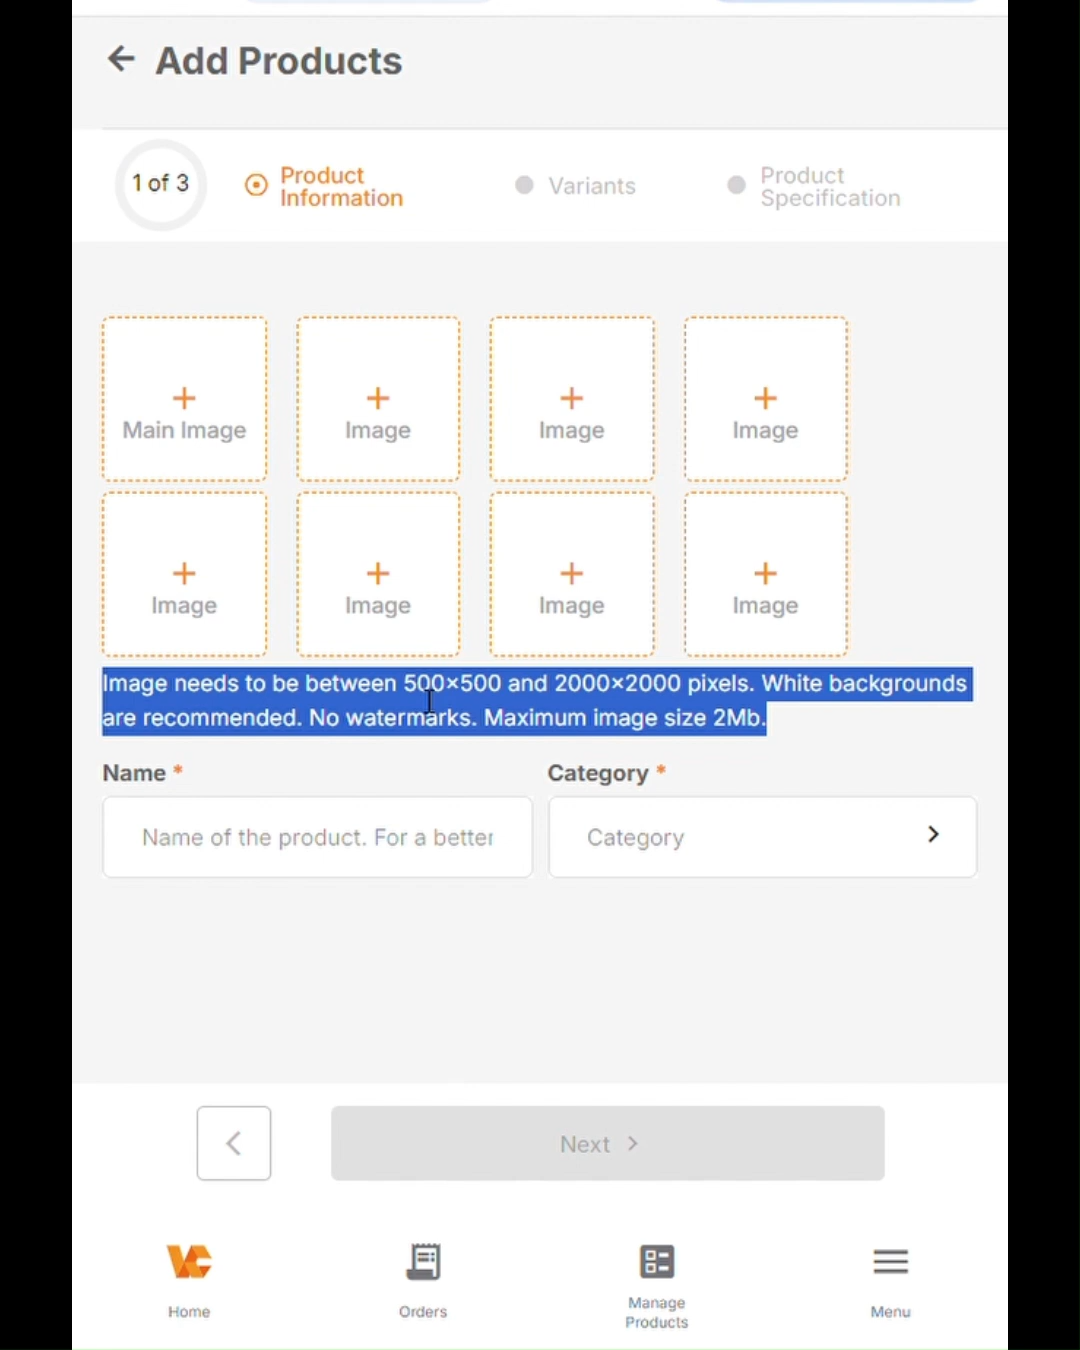 Add Products
1 of 3
Product
Information
Variants
Product
Specification
+
Main Image
+
Image
+
Image
+
Image
+
Image
+
Image
+
Image
+
Image
Image needs to be between 500×500 and 2000×2000 pixels. White backgrounds
are recommended. No watermarks. Maximum image size 2Mb.
Name *
Category *
Name of the product. For a better
Category
Next
Home
Orders
Manage
Products
Menu